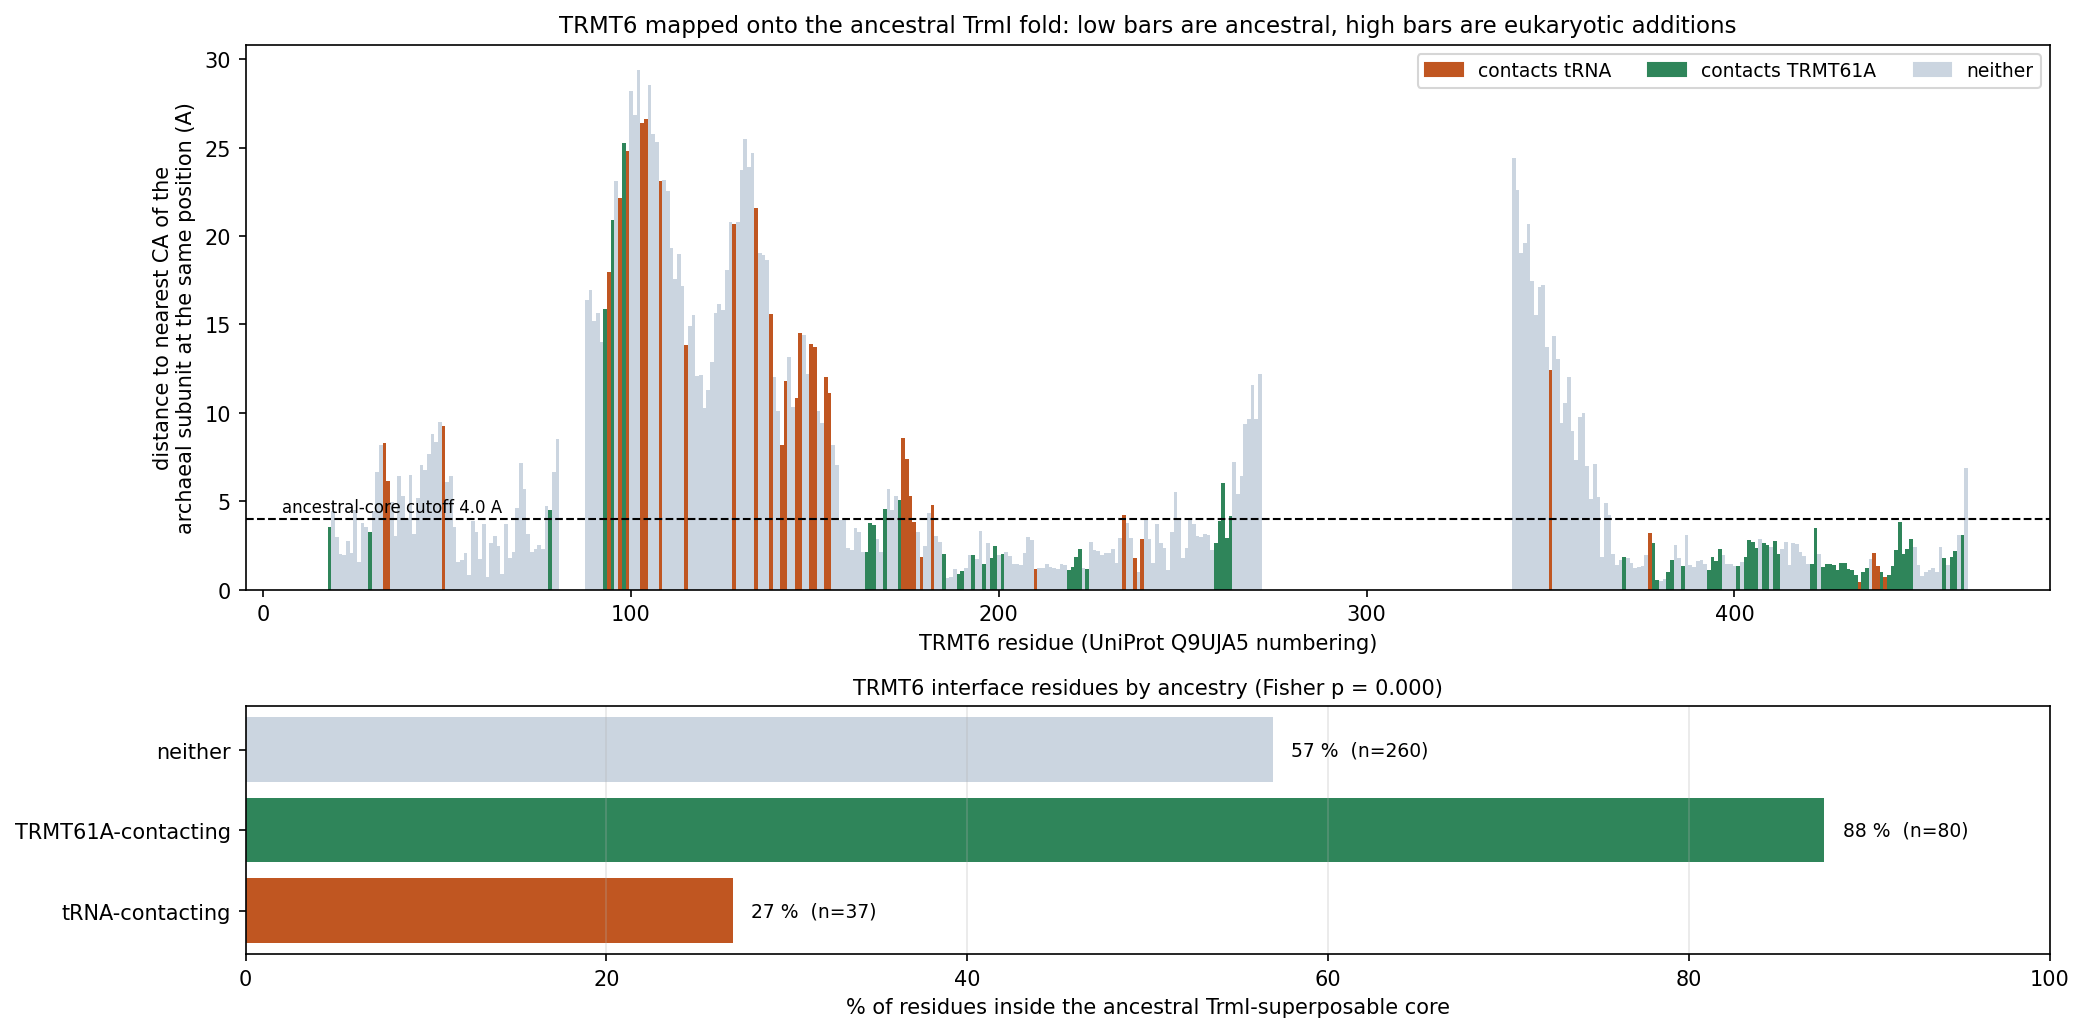 TRMT6 mapped onto the ancestral TrmI fold: low bars are ancestral, high bars are eukaryotic additions
distance to nearest CA of the
archaeal subunit at the same position (A)
30
25
20
15
10
5
0
contacts tRNA
contacts TRMT61A
neither
ancestral-core cutoff 4.0 A
0
100
200
300
400
TRMT6 residue (UniProt Q9UJA5 numbering)
TRMT6 interface residues by ancestry (Fisher p = 0.000)
neither
57 % (n=260)
TRMT61A-contacting
88 % (n=80)
tRNA-contacting
27 % (n=37)
0
20
40
60
80
100
% of residues inside the ancestral TrmI-superposable core